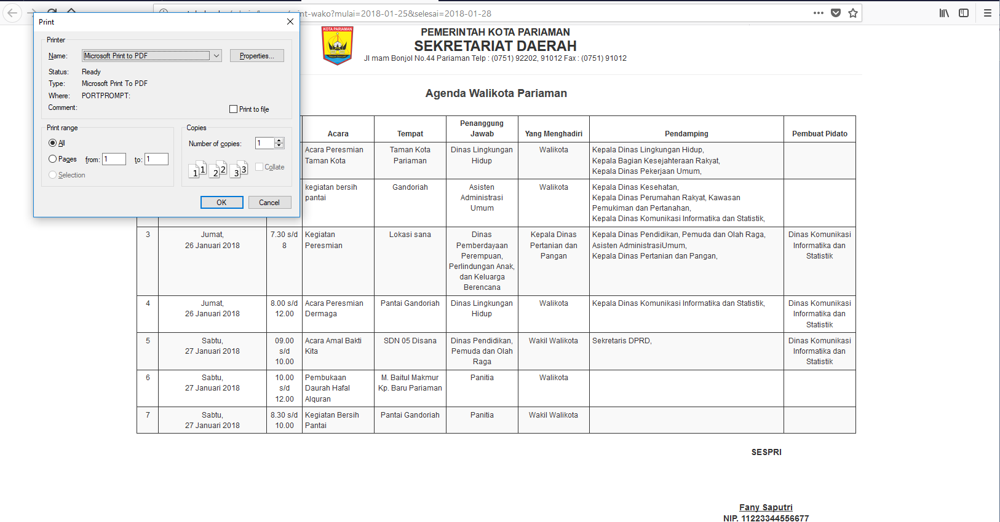 int-wako?mulai=2018-01-25&selesai=2018-01-28
Print
Printer
Name: Microsoft Print to PDF Properties...
Status: Ready
Type: Microsoft Print To PDF
Where: PORTPROMPT:
Comment:
Print to file
Print range
All
Pages from: 1 to: 1
Selection
Copies
Number of copies: 1
1 1 2 2 3 3
Collate
OK Cancel
KOTA PARIAMAN
PEMERINTAH KOTA PARIAMAN
SEKRETARIAT DAERAH
Jl mam Bonjol No.44 Pariaman Telp : (0751) 92202, 91012 Fax : (0751) 91012
Agenda Walikota Pariaman
Acara
Tempat
Penanggung
Jawab
Yang Menghadiri
Pendamping
Pembuat Pidato
Acara Peresmian
Taman Kota
Taman Kota
Pariaman
Dinas Lingkungan
Hidup
Walikota
Kepala Dinas Lingkungan Hidup,
Kepala Bagian Kesejahteraan Rakyat,
Kepala Dinas Pekerjaan Umum,
kegiatan bersih
pantai
Gandoriah
Asisten
Administrasi
Umum
Walikota
Kepala Dinas Kesehatan,
Kepala Dinas Perumahan Rakyat, Kawasan
Pemukiman dan Pertanahan,
Kepala Dinas Komunikasi Informatika dan Statistik,
3
Jumat,
26 Januari 2018
7.30 s/d
8
Kegiatan
Peresmian
Lokasi sana
Dinas
Pemberdayaan
Perempuan,
Perlindungan Anak,
dan Keluarga
Berencana
Kepala Dinas
Pertanian dan
Pangan
Kepala Dinas Pendidikan, Pemuda dan Olah Raga,
Asisten AdministrasiUmum,
Kepala Dinas Pertanian dan Pangan,
Dinas Komunikasi
Informatika dan
Statistik
4
Jumat,
26 Januari 2018
8.00 s/d
12.00
Acara Peresmian
Dermaga
Pantai Gandoriah
Dinas Lingkungan
Hidup
Walikota
Kepala Dinas Komunikasi Informatika dan Statistik,
Dinas Komunikasi
Informatika dan
Statistik
5
Sabtu,
27 Januari 2018
09.00
s/d
10.00
Acara Amal Bakti
Kita
SDN 05 Disana
Dinas Pendidikan,
Pemuda dan Olah
Raga
Wakil Walikota
Sekretaris DPRD,
Dinas Komunikasi
Informatika dan
Statistik
6
Sabtu,
27 Januari 2018
10.00
s/d
12.00
Pembukaan
Daurah Hafal
Alquran
M. Baitul Makmur
Kp. Baru Pariaman
Panitia
Walikota
7
Sabtu,
27 Januari 2018
8.30 s/d
10.00
Kegiatan Bersih
Pantai
Pantai Gandoriah
Panitia
Wakil Walikota
SESPRI
Fany Saputri
NIP. 11223344556677